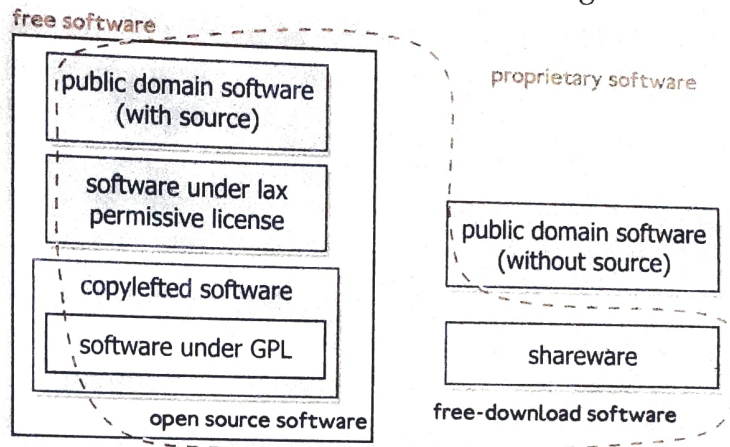 free software
public domain software
(with source)
software under lax
permissive license
copylefted software
software under GPL
open source software
proprietary software
public domain software
(without source)
shareware
free-download software